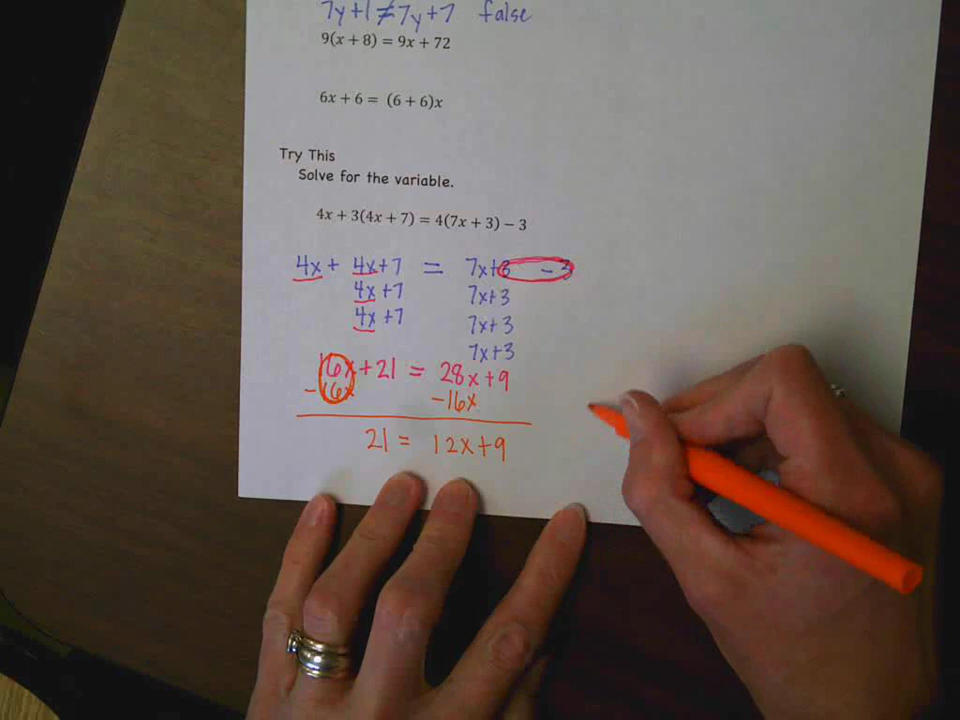 7y+1 ≠ 7y+7 false
9(x + 8) = 9x + 72
6x + 6 = (6 + 6)x
Try This
Solve for the variable.
4x + 3(4x + 7) = 4(7x + 3) − 3
4x + 4x+7 = 7x+3 − 3
4x +7 7x+3
4x +7 7x+3
7x+3
16x+21 = 28x+9
−16x −16x
21 = 12x+9